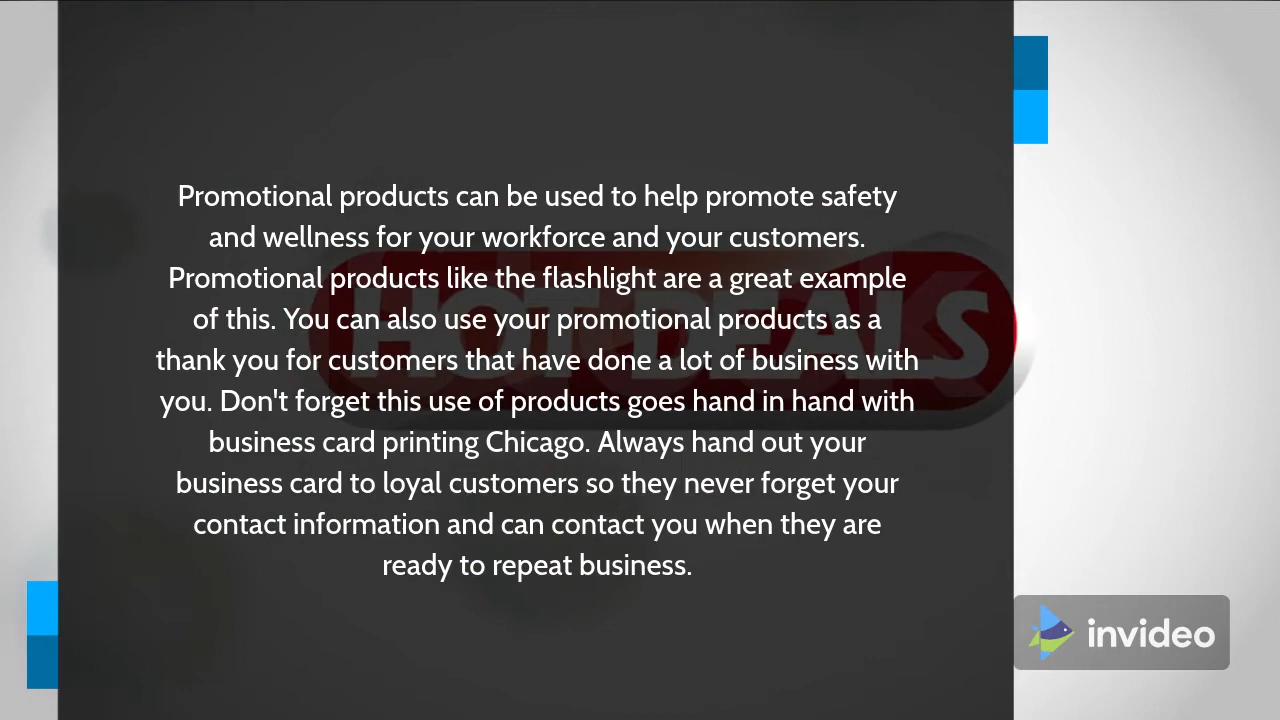 Promotional products can be used to help promote safety
and wellness for your workforce and your customers.
Promotional products like the flashlight are a great example
of this. You can also use your promotional products as a
thank you for customers that have done a lot of business with
you. Don't forget this use of products goes hand in hand with
business card printing Chicago. Always hand out your
business card to loyal customers so they never forget your
contact information and can contact you when they are
ready to repeat business.
HOT DEALS
invideo